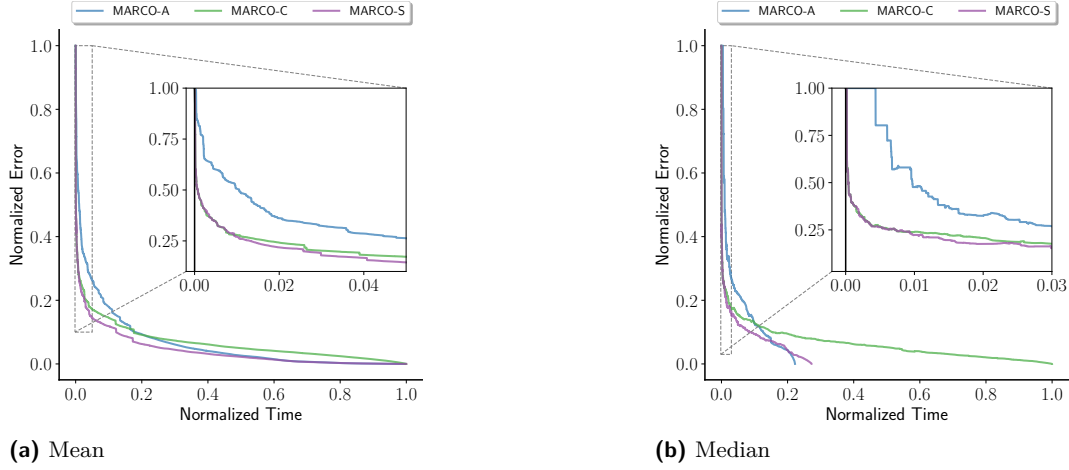 MARCO-A MARCO-C MARCO-S
1.0
0.8
0.6
0.4
0.2
0.0
Normalized Error
1.00
0.75
0.50
0.25
0.00 0.02 0.04
0.0 0.2 0.4 0.6 0.8 1.0
Normalized Time
(a) Mean
MARCO-A MARCO-C MARCO-S
1.0
0.8
0.6
0.4
0.2
0.0
Normalized Error
1.00
0.75
0.50
0.25
0.00 0.01 0.02 0.03
0.0 0.2 0.4 0.6 0.8 1.0
Normalized Time
(b) Median